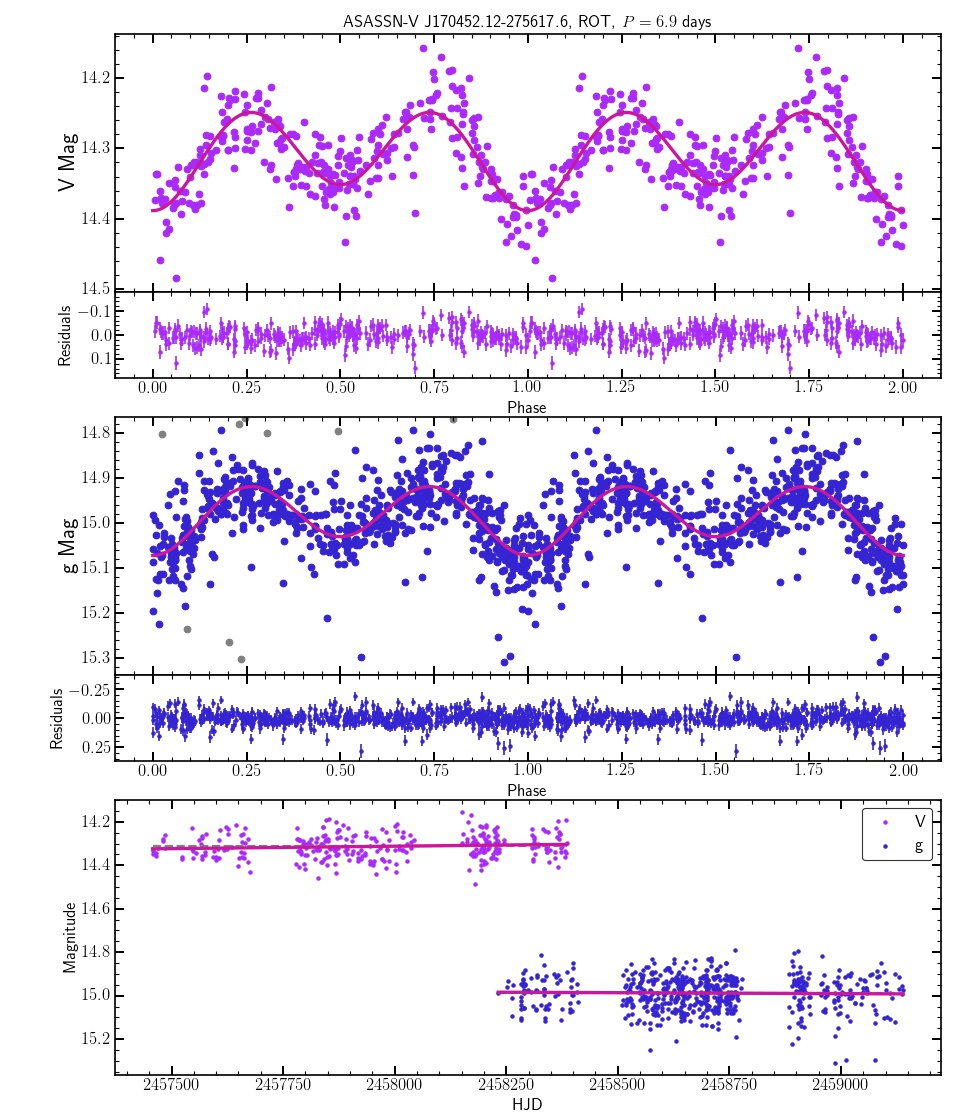 ASASSN-V J170452.12-275617.6, ROT, P = 6.9 days
V Mag
14.2
14.3
14.4
14.5
Residuals
−0.1
0.0
0.1
0.00 0.25 0.50 0.75 1.00 1.25 1.50 1.75 2.00
Phase
g Mag
14.8
14.9
15.0
15.1
15.2
15.3
Residuals
−0.25
0.00
0.25
0.00 0.25 0.50 0.75 1.00 1.25 1.50 1.75 2.00
Phase
Magnitude
14.2
14.4
14.6
14.8
15.0
15.2
V
g
2457500 2457750 2458000 2458250 2458500 2458750 2459000
HJD